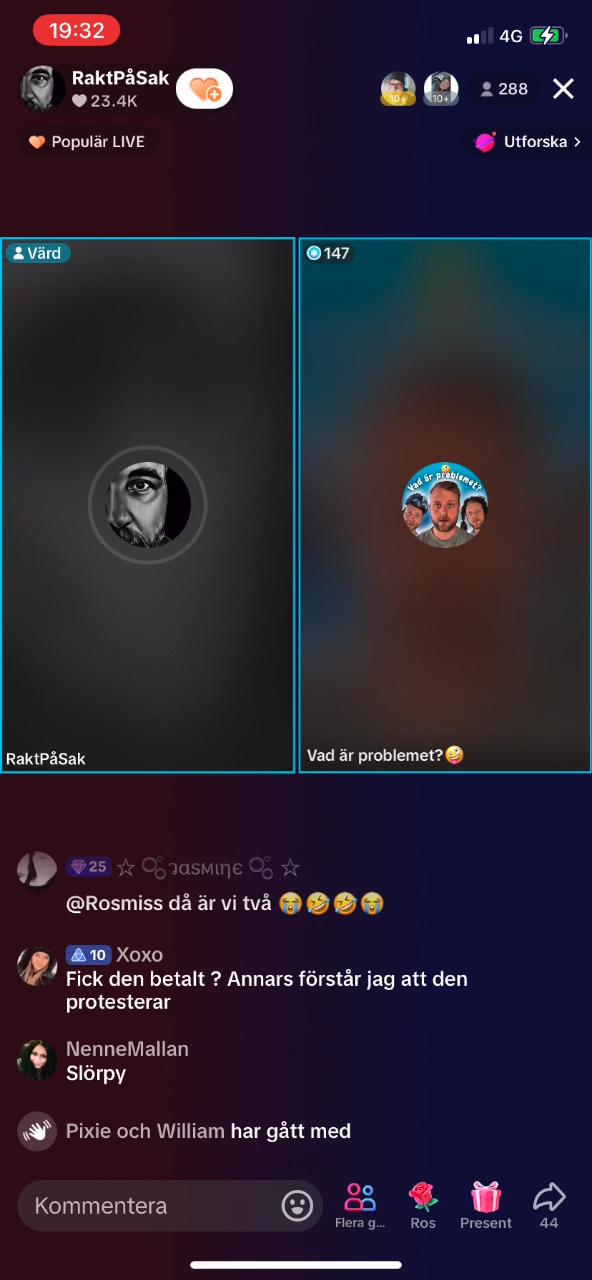 19:32
4G
RaktPåSak
23.4K
10+
10+
288
Populär LIVE
Utforska >
Värd
147
Vad är problemet?
RaktPåSak
Vad är problemet?🤪
25 ☆
@Rosmiss då är vi två 😭🤣🤣😭
10 Xoxo
Fick den betalt ? Annars förstår jag att den
protesterar
NenneMallan
Slörpy
Pixie och William har gått med
Kommentera
Flera g...
Ros
Present
44